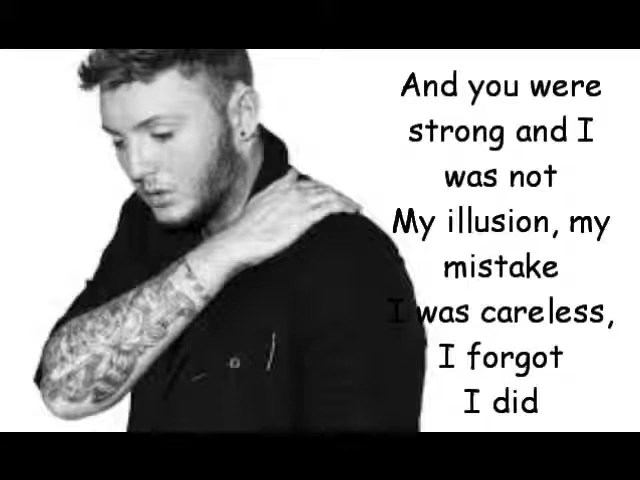 And you were
strong and I
was not
My illusion, my
mistake
I was careless,
I forgot
I did